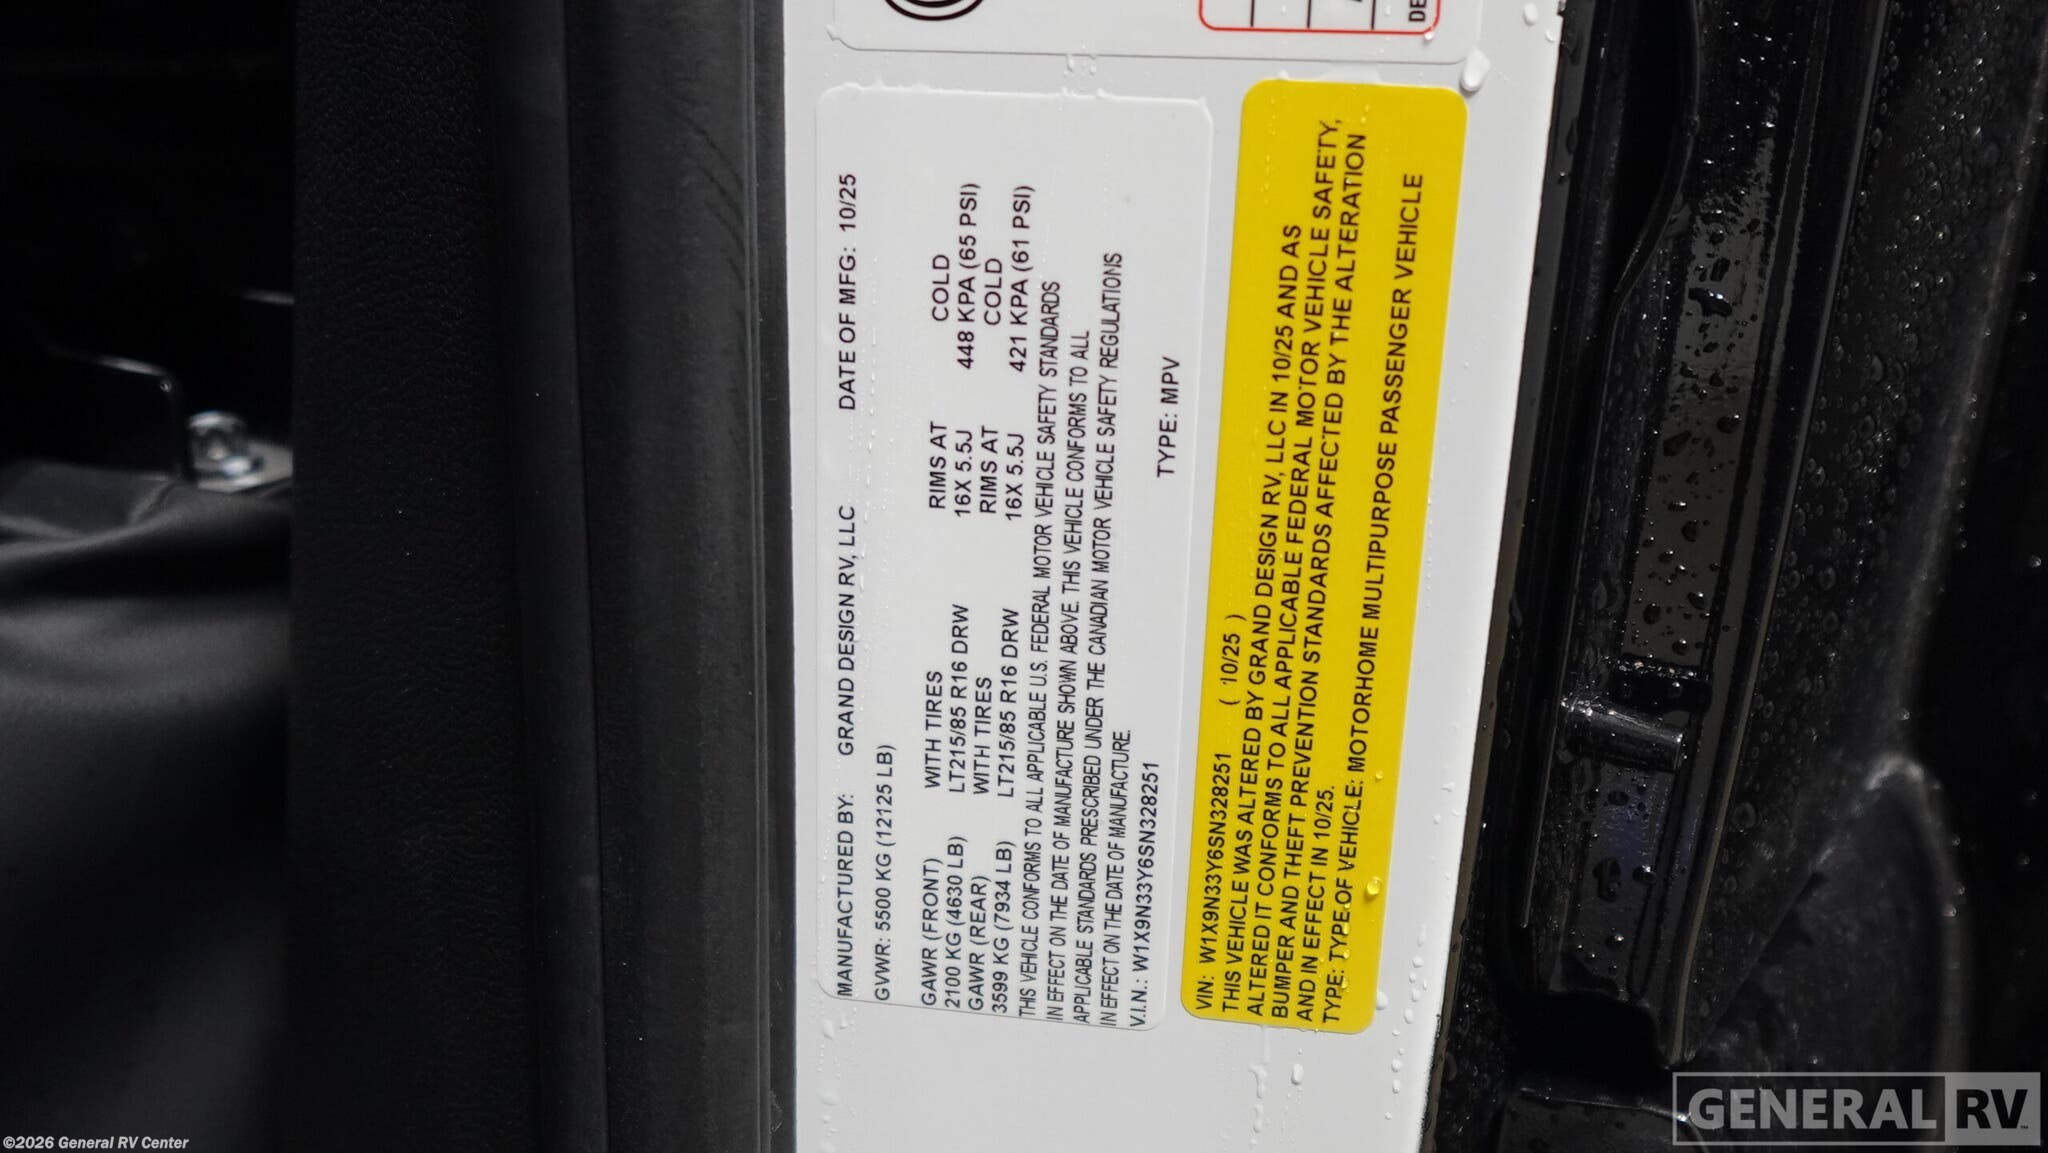 DE
MANUFACTURED BY: GRAND DESIGN RV, LLC DATE OF MFG: 10/25
GVWR: 5500 KG (12125 LB)
GAWR (FRONT) WITH TIRES RIMS AT COLD
2100 KG (4630 LB) LT215/85 R16 DRW 16X 5.5J 448 KPA (65 PSI)
GAWR (REAR) WITH TIRES RIMS AT COLD
3599 KG (7934 LB) LT215/85 R16 DRW 16X 5.5J 421 KPA (61 PSI)
THIS VEHICLE CONFORMS TO ALL APPLICABLE U.S. FEDERAL MOTOR VEHICLE SAFETY STANDARDS
IN EFFECT ON THE DATE OF MANUFACTURE SHOWN ABOVE. THIS VEHICLE CONFORMS TO ALL
APPLICABLE STANDARDS PRESCRIBED UNDER THE CANADIAN MOTOR VEHICLE SAFETY REGULATIONS
IN EFFECT ON THE DATE OF MANUFACTURE.
V.I.N.: W1X9N33Y6SN328251 TYPE: MPV
VIN: W1X9N33Y6SN328251 ( 10/25 )
THIS VEHICLE WAS ALTERED BY GRAND DESIGN RV, LLC IN 10/25 AND AS
ALTERED IT CONFORMS TO ALL APPLICABLE FEDERAL MOTOR VEHICLE SAFETY,
BUMPER AND THEFT PREVENTION STANDARDS AFFECTED BY THE ALTERATION
AND IN EFFECT IN 10/25.
TYPE: TYPE OF VEHICLE: MOTORHOME MULTIPURPOSE PASSENGER VEHICLE
©2026 General RV Center
GENERAL RV